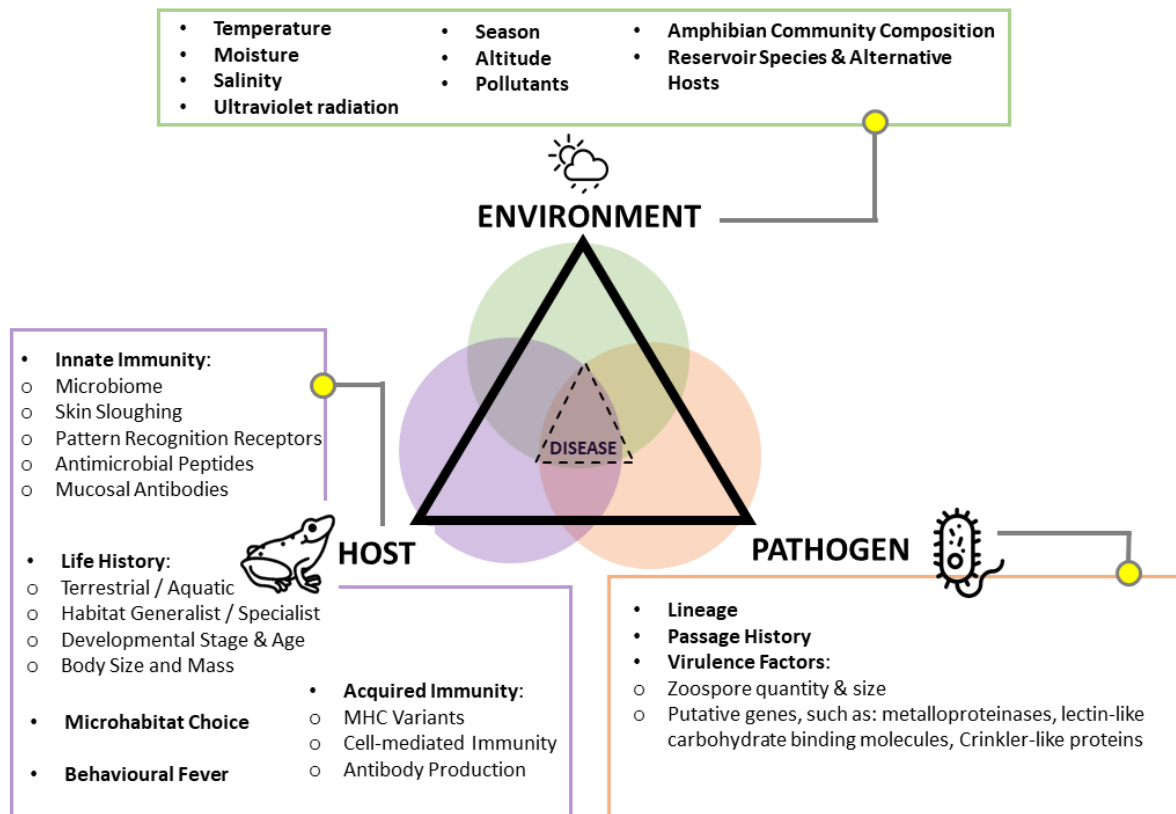 • Temperature
• Moisture
• Salinity
• Ultraviolet radiation
• Season
• Altitude
• Pollutants
• Amphibian Community Composition
• Reservoir Species & Alternative
Hosts
ENVIRONMENT
• Innate Immunity:
o Microbiome
o Skin Sloughing
o Pattern Recognition Receptors
o Antimicrobial Peptides
o Mucosal Antibodies
DISEASE
HOST
PATHOGEN
• Life History:
o Terrestrial / Aquatic
o Habitat Generalist / Specialist
o Developmental Stage & Age
o Body Size and Mass
• Microhabitat Choice
• Behavioural Fever
• Acquired Immunity:
o MHC Variants
o Cell-mediated Immunity
o Antibody Production
• Lineage
• Passage History
• Virulence Factors:
o Zoospore quantity & size
o Putative genes, such as: metalloproteinases, lectin-like
carbohydrate binding molecules, Crinkler-like proteins